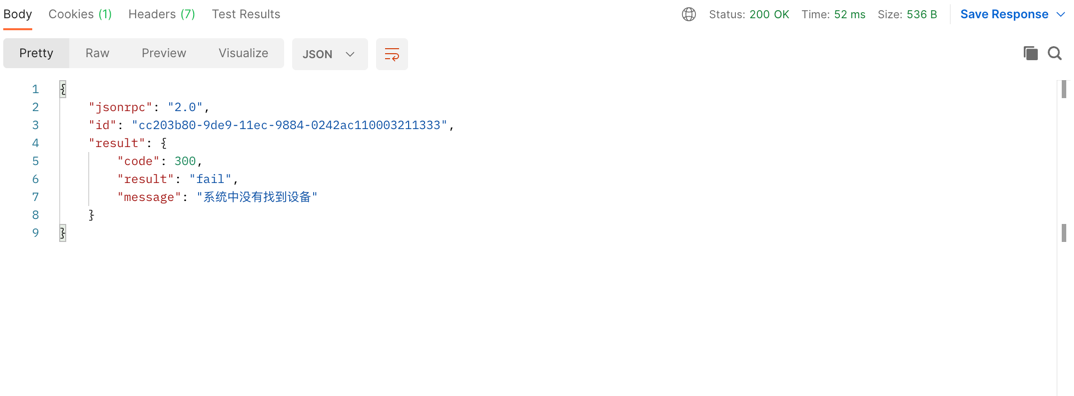 Body Cookies (1) Headers (7) Test Results Status: 200 OK Time: 52 ms Size: 536 B Save Response
Pretty Raw Preview Visualize JSON
1 {
2 "jsonrpc": "2.0",
3 "id": "cc203b80-9de9-11ec-9884-0242ac110003211333",
4 "result": {
5 "code": 300,
6 "result": "fail",
7 "message": "系统中没有找到设备"
8 }
9 }